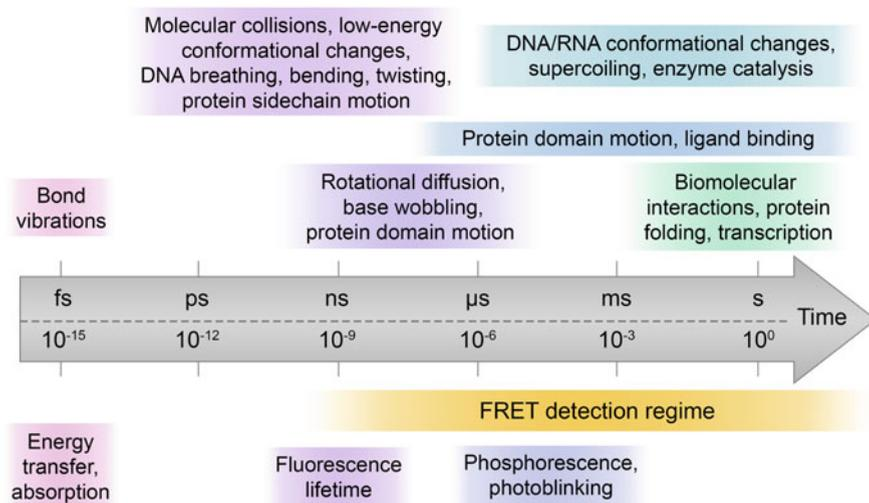 Molecular collisions, low-energy
conformational changes,
DNA breathing, bending, twisting,
protein sidechain motion
DNA/RNA conformational changes,
supercoiling, enzyme catalysis
Protein domain motion, ligand binding
Bond
vibrations
Rotational diffusion,
base wobbling,
protein domain motion
Biomolecular
interactions, protein
folding, transcription
fs ps ns µs ms s
Time
10⁻¹⁵ 10⁻¹² 10⁻⁹ 10⁻⁶ 10⁻³ 10⁰
FRET detection regime
Energy
transfer,
absorption
Fluorescence
lifetime
Phosphorescence,
photoblinking